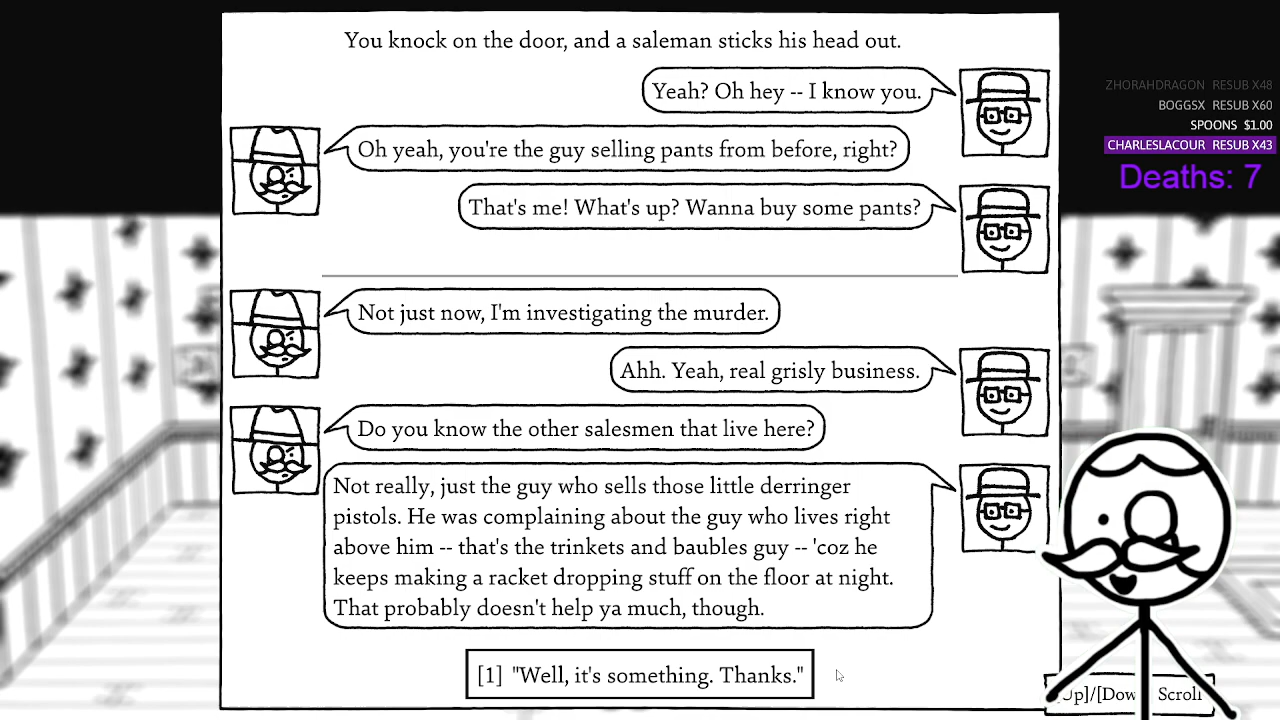 You knock on the door, and a saleman sticks his head out.
Yeah? Oh hey -- I know you.
Oh yeah, you're the guy selling pants from before, right?
That's me! What's up? Wanna buy some pants?
Not just now, I'm investigating the murder.
Ahh. Yeah, real grisly business.
Do you know the other salesmen that live here?
Not really, just the guy who sells those little derringer
pistols. He was complaining about the guy who lives right
above him -- that's the trinkets and baubles guy -- 'coz he
keeps making a racket dropping stuff on the floor at night.
That probably doesn't help ya much, though.
[1] "Well, it's something. Thanks."
ZHORAHDRAGON RESUB X48
BOGGSX RESUB X60
SPOONS $1.00
CHARLESLACOUR RESUB X43
Deaths: 7
Up]/[Dow Scroll